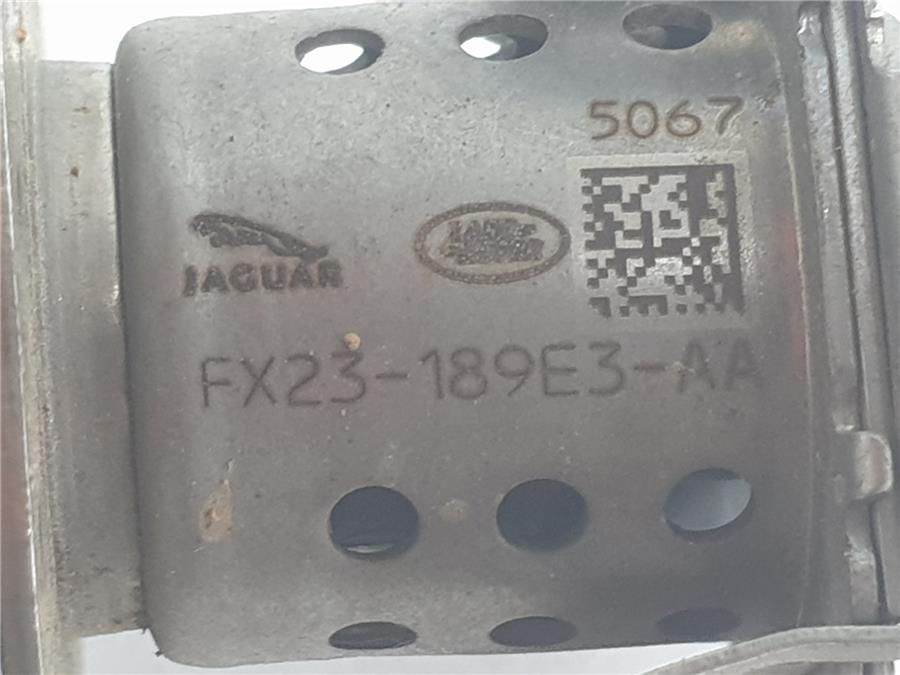 5067
JAGUAR
LAND-
ROVER
FX23-189E3-AA